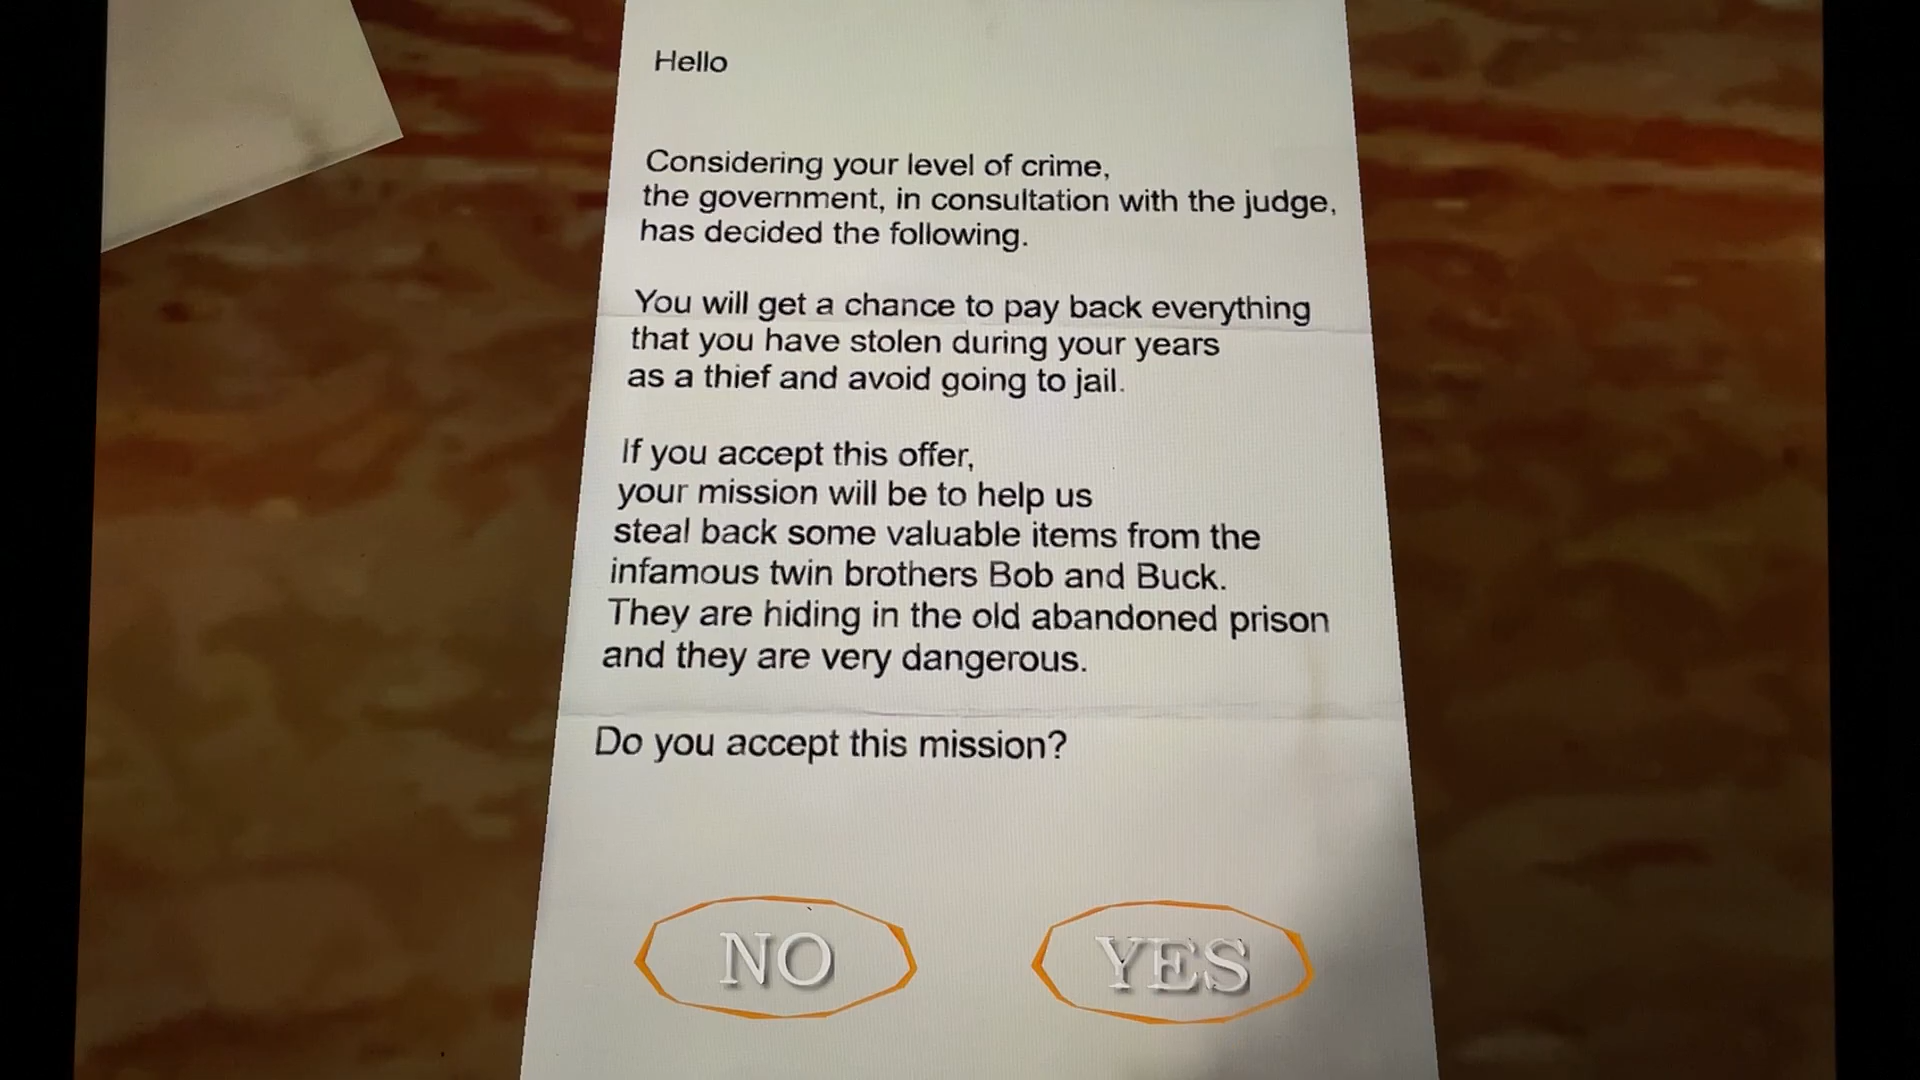 Hello
Considering your level of crime,
the government, in consultation with the judge,
has decided the following.
You will get a chance to pay back everything
that you have stolen during your years
as a thief and avoid going to jail.
If you accept this offer,
your mission will be to help us
steal back some valuable items from the
infamous twin brothers Bob and Buck.
They are hiding in the old abandoned prison
and they are very dangerous.
Do you accept this mission?
NO YES